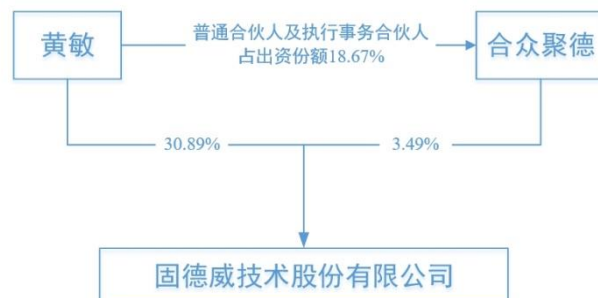 黄敏
普通合伙人及执行事务合伙人
占出资份额18.67%
合众聚德
30.89%
3.49%
固德威技术股份有限公司